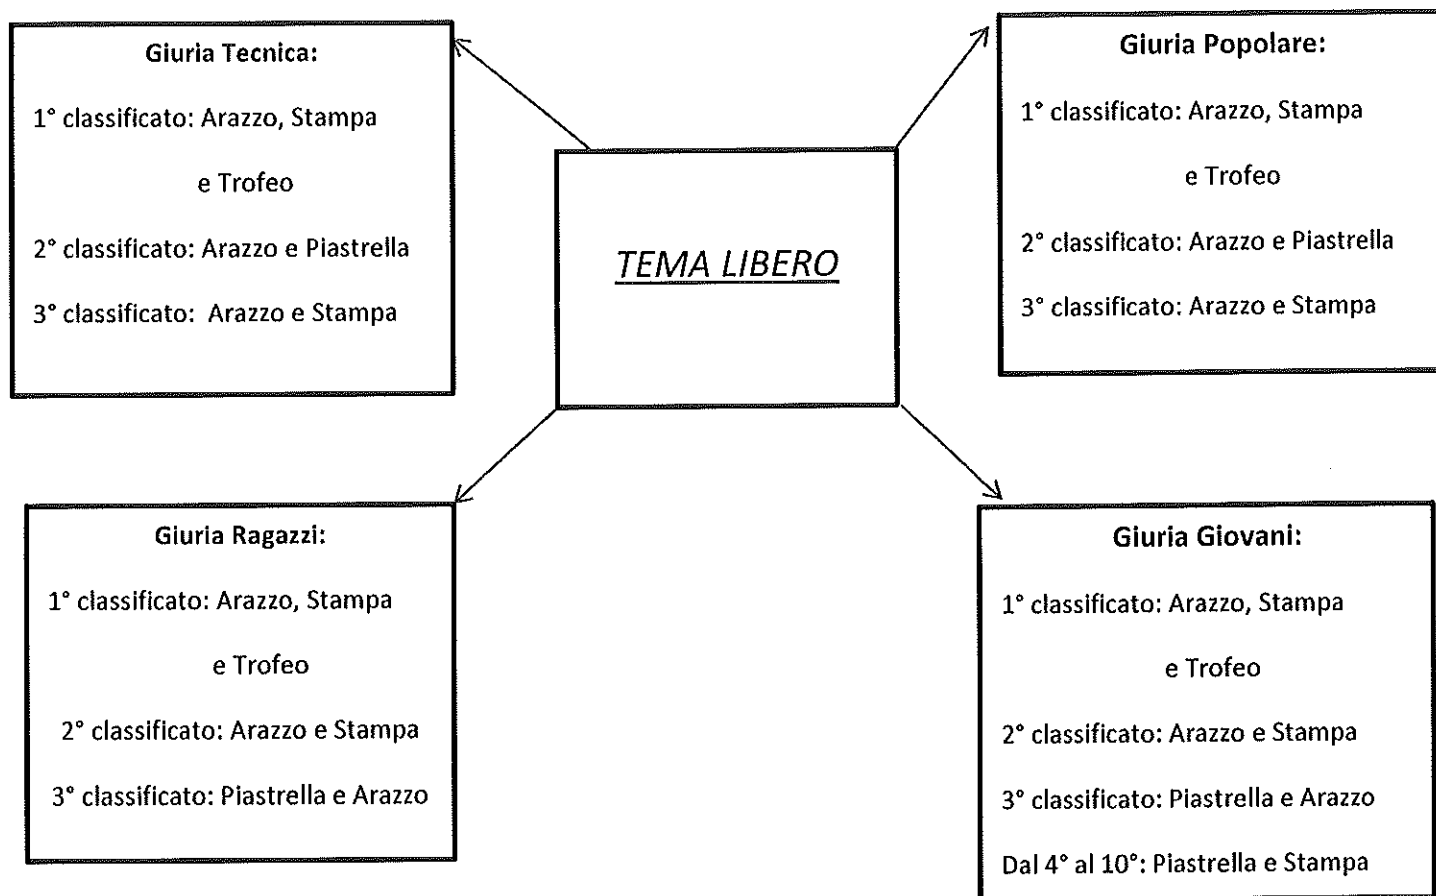 Giuria Tecnica:
1° classificato: Arazzo, Stampa
e Trofeo
2° classificato: Arazzo e Piastrella
3° classificato: Arazzo e Stampa
Giuria Popolare:
1° classificato: Arazzo, Stampa
e Trofeo
2° classificato: Arazzo e Piastrella
3° classificato: Arazzo e Stampa
TEMA LIBERO
Giuria Ragazzi:
1° classificato: Arazzo, Stampa
e Trofeo
2° classificato: Arazzo e Stampa
3° classificato: Piastrella e Arazzo
Giuria Giovani:
1° classificato: Arazzo, Stampa
e Trofeo
2° classificato: Arazzo e Stampa
3° classificato: Piastrella e Arazzo
Dal 4° al 10°: Piastrella e Stampa